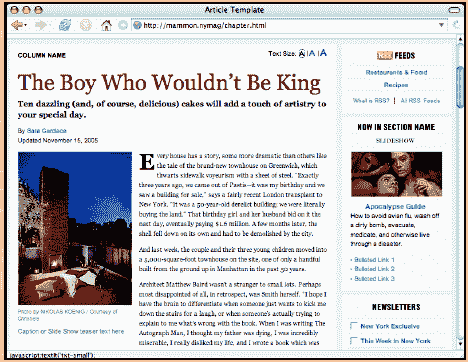 Article Template
http://mammon.nymag/chapter.html
COLUMN NAME
Text Size: A A A
The Boy Who Wouldn't Be King
Ten dazzling (and, of course, delicious) cakes will add a touch of artistry to
your special day.
By Sara Cardace
Updated November 15, 2005
Every house has a story, some more dramatic than others like
the tale of the brand-new townhouse on Greenwich, which
thwarts sidewalk voyeurism with a sheet of steel. "Exactly
three years ago, we came out of Pastis—it was my birthday and we
saw a building for sale," says a fairly recent London transplant to
New York. "It was a 50-year-old derelict building; we were literally
buying the land." That birthday girl and her husband bid on it the
next day, eventually paying $1.6 million. A few months later, the
shell fell down on its own and had to be demolished by the city.
And last week, the couple and their three young children moved into
a 5,000-square-foot townhouse on the site, one of only a handful
built from the ground up in Manhattan in the past 50 years.
Architect Matthew Baird wasn't a stranger to small lots. Perhaps
most disappointed of all, in retrospect, was Smith herself. "I hope I
have the brain to differentiate when someone just wants to kick me
down the stairs for a laugh, or when someone's actually trying to
explain to me what's wrong with the book. When I was writing The
Autograph Man, I thought my father was dying, I was incredibly
miserable, I really disliked my life, and I wrote a book which was
Photo by NIKOLAS KOENIG / Courtesy of
Caption or Slide Show teaser text here
RSS FEEDS
Restaurants & Food
Recipes
What is RSS? | All RSS Feeds
NOW IN SECTION NAME
SLIDESHOW
Apocalypse Guide
How to avoid avian flu, wash off
a dirty bomb, evacuate,
medicate, and otherwise live
through a disaster.
Related Link 1
Related Link 2
Related Link 3
NEWSLETTERS
New York Exclusive
This Week In New York
javascript:textit('txt-small');